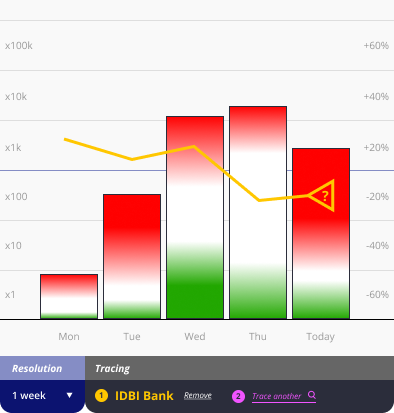 x100k +60%
x10k +40%
x1k +20%
x100 -20%
?
x10 -40%
x1 -60%
Mon Tue Wed Thu Today
Resolution Tracing
1 week ▼ 1 IDBI Bank Remove 2 Trace another